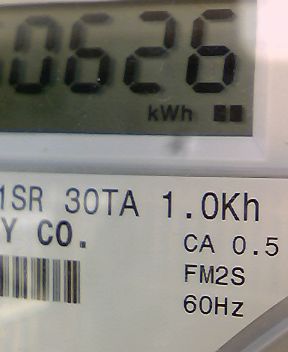 0626
kWh
1SR 30TA 1.0Kh
Y CO.
CA 0.5
FM2S
60Hz